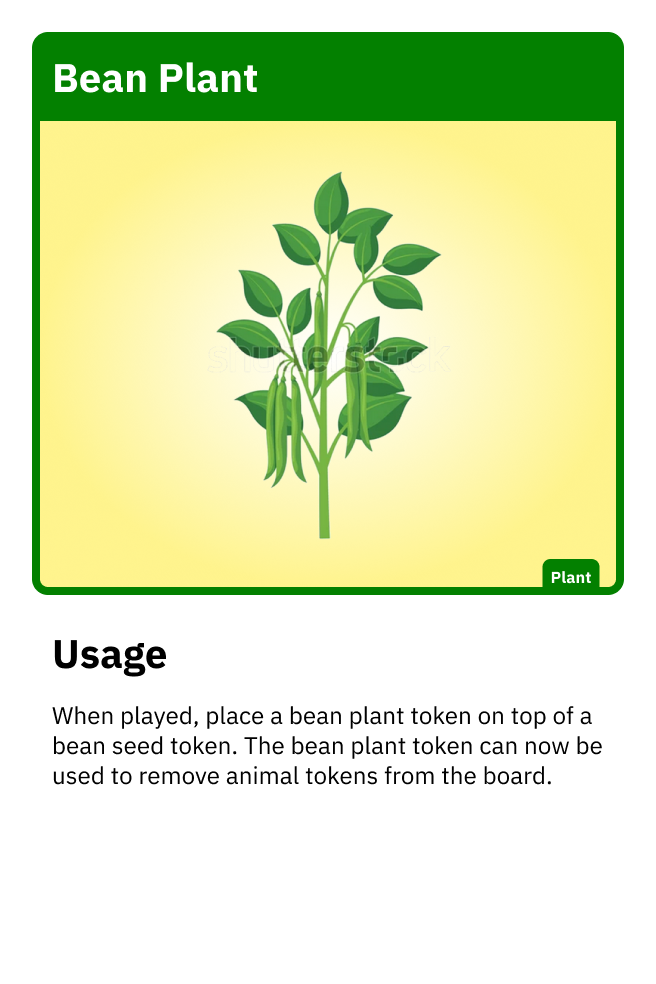 Bean Plant
shutterstock
Plant
Usage
When played, place a bean plant token on top of a
bean seed token. The bean plant token can now be
used to remove animal tokens from the board.